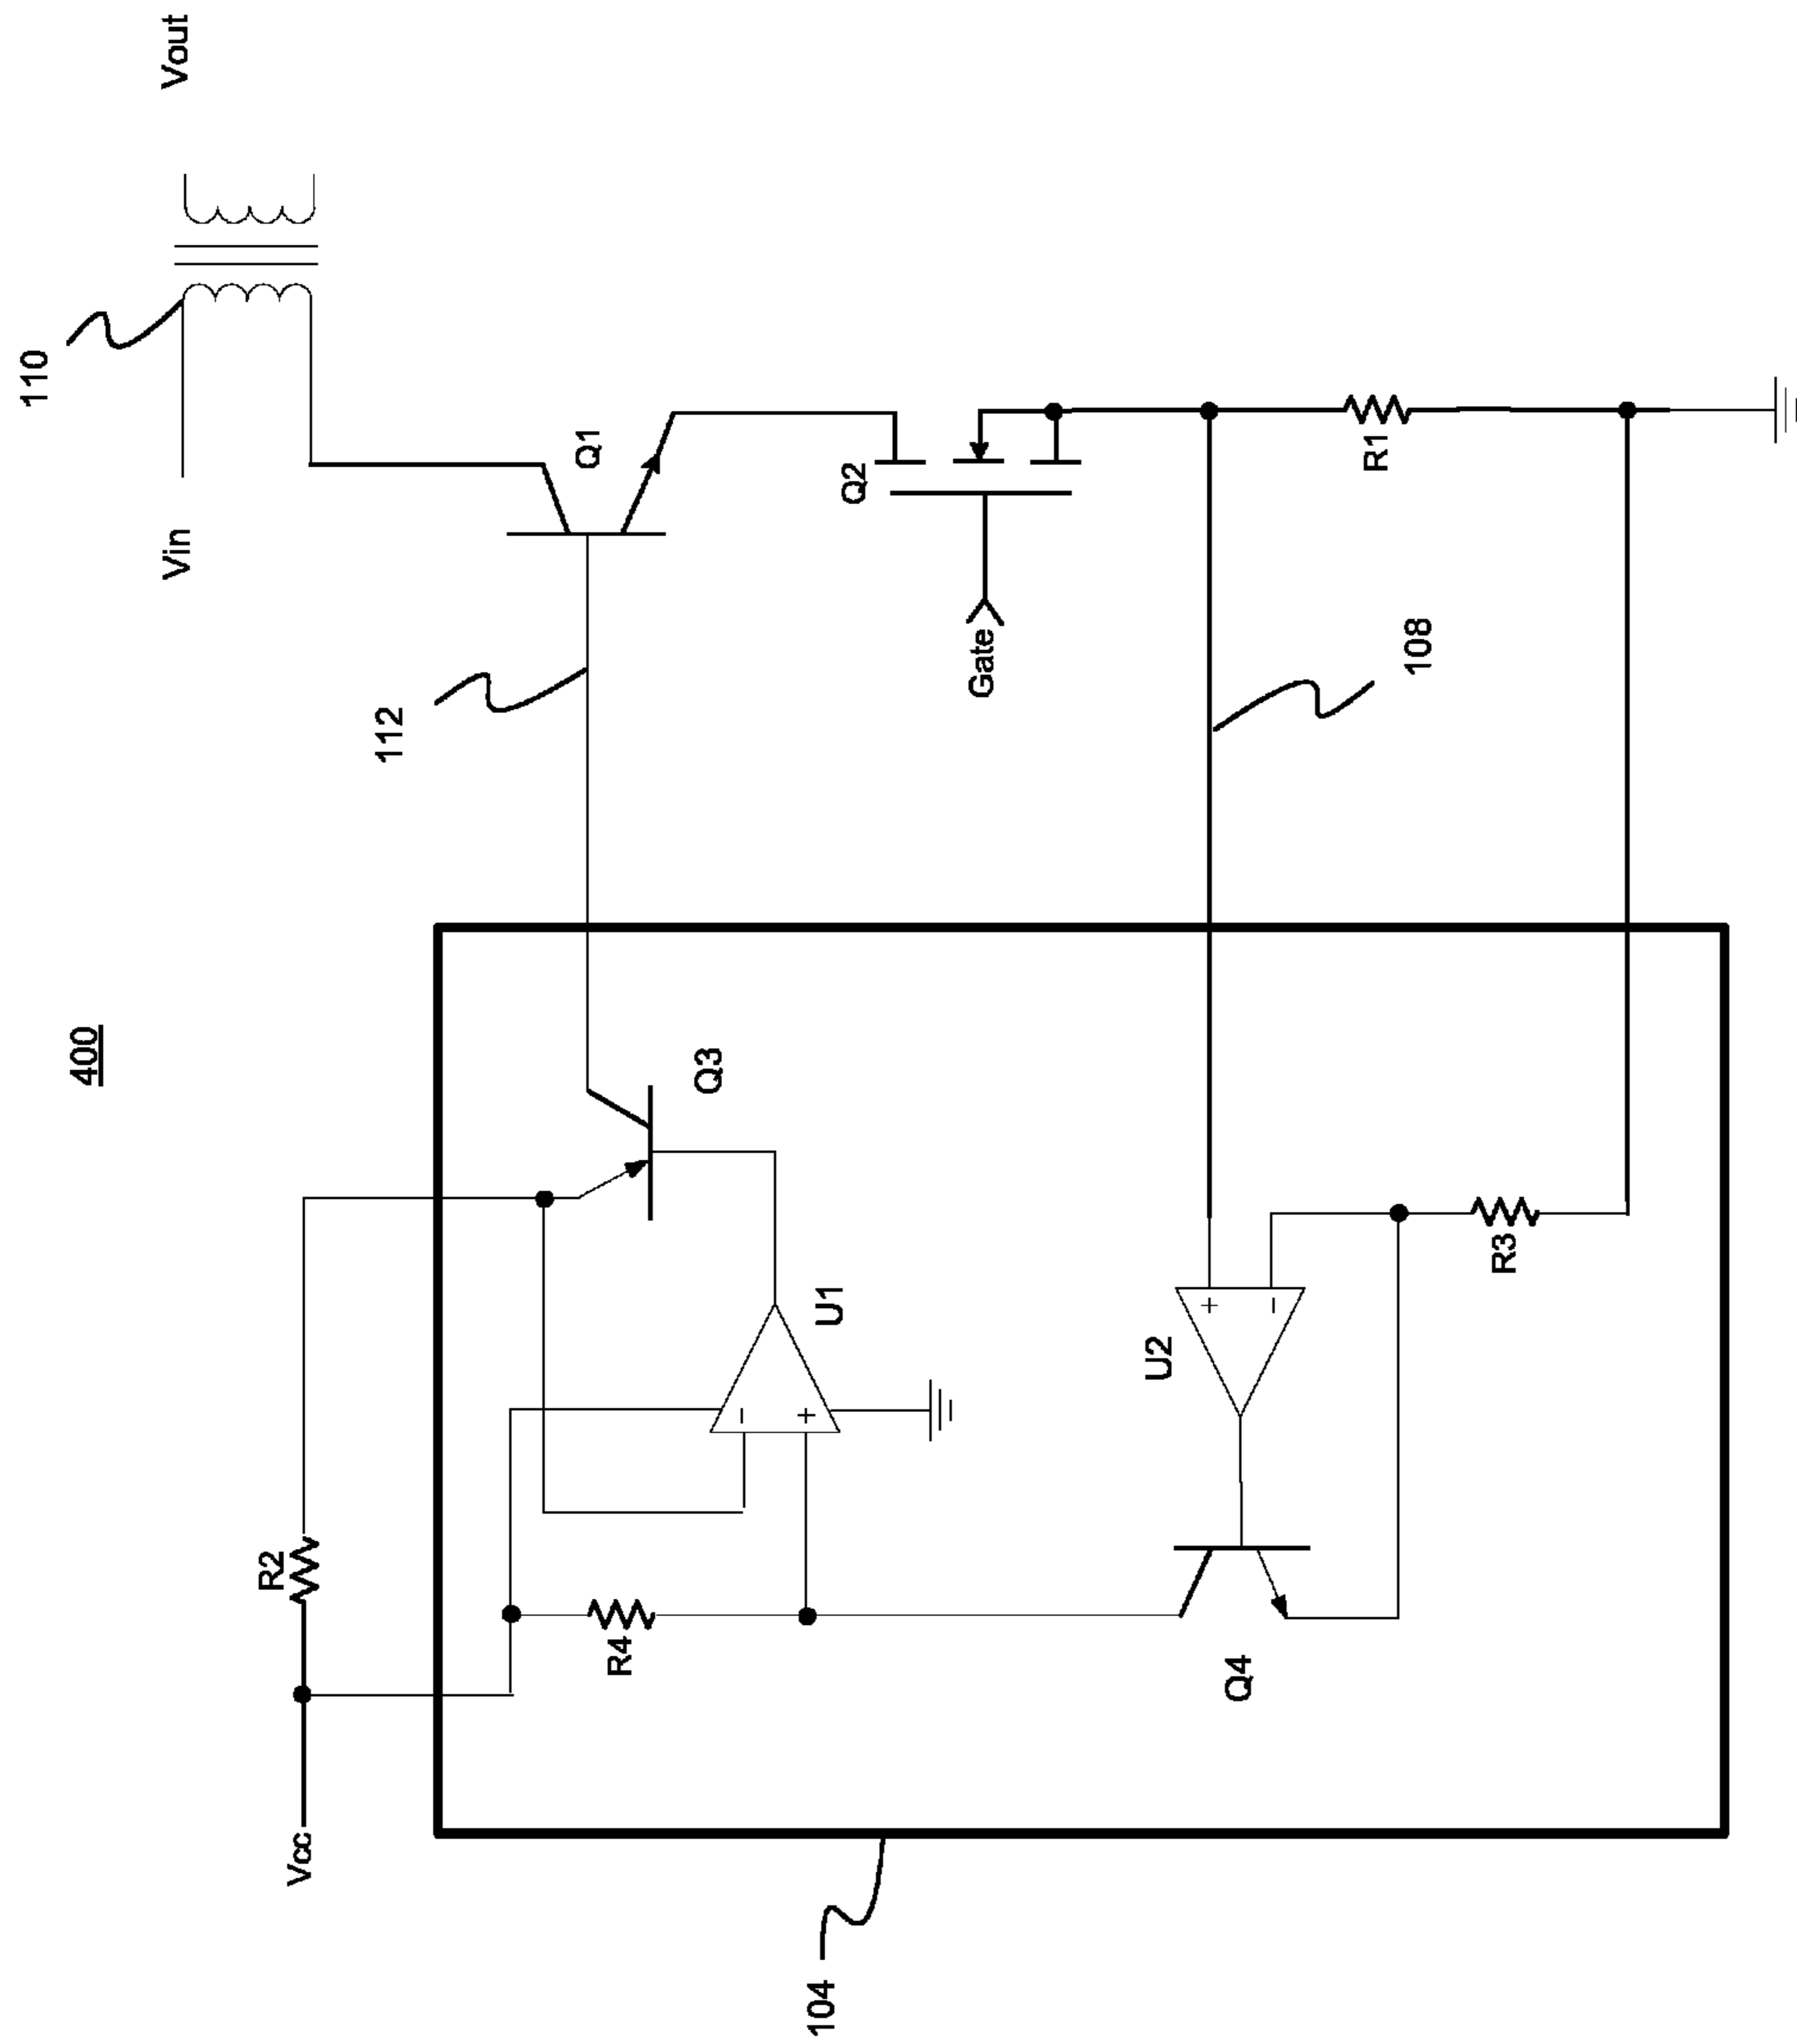 400
110
Vin
Vout
112
Q1
Q2
Gate
108
R1
Vcc
R2
Q3
U1
R4
U2
R3
Q4
104
-
+
+
-